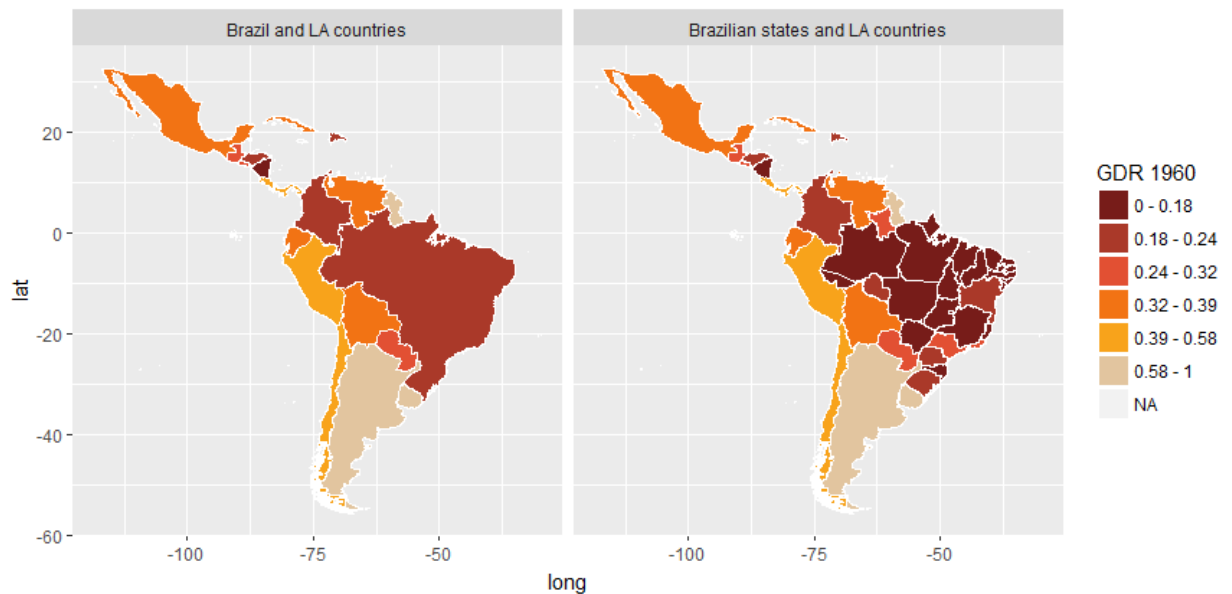 Brazil and LA countries
Brazilian states and LA countries
20
0
-20
-40
-60
lat
-100
-75
-50
-100
-75
-50
long
GDR 1960
0 - 0.18
0.18 - 0.24
0.24 - 0.32
0.32 - 0.39
0.39 - 0.58
0.58 - 1
NA